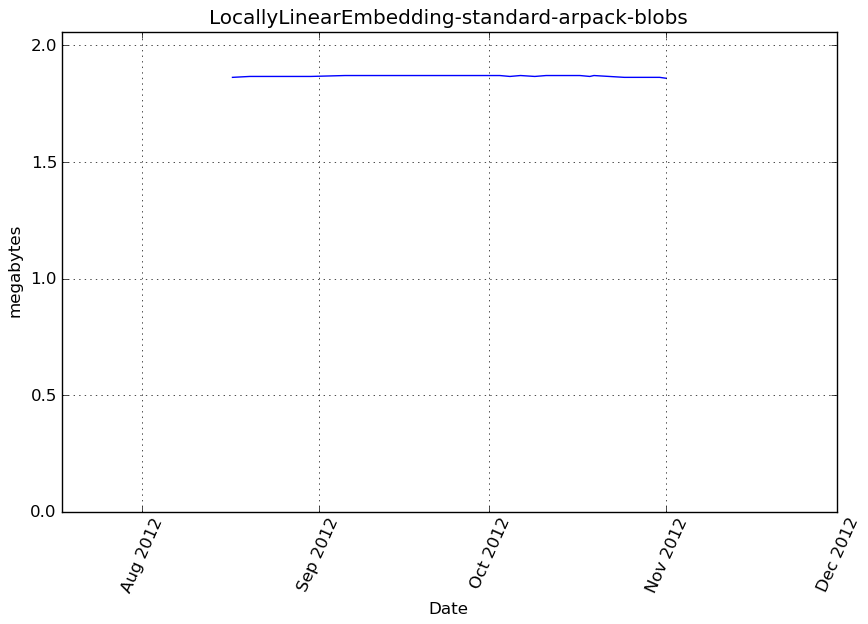 LocallyLinearEmbedding-standard-arpack-blobs
2.0
1.5
1.0
0.5
0.0
megabytes
Aug 2012
Sep 2012
Oct 2012
Nov 2012
Dec 2012
Date